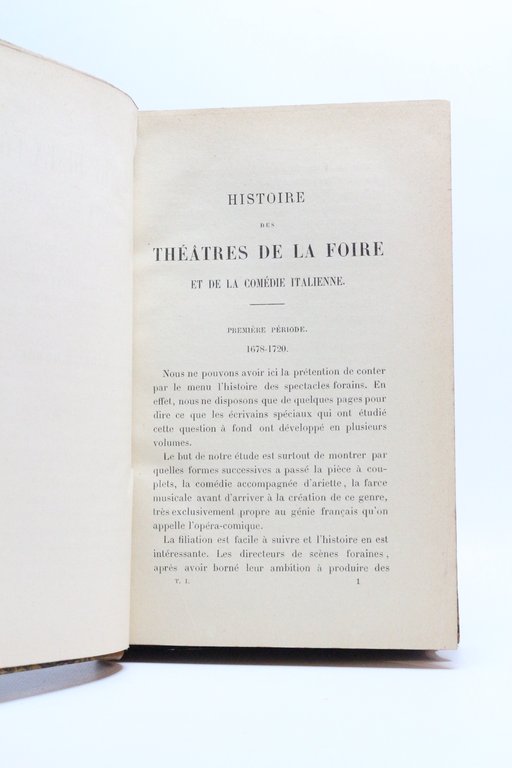 HISTOIRE
DES
THÉÂTRES DE LA FOIRE
ET DE LA COMÉDIE ITALIENNE.
PREMIÈRE PÉRIODE.
1678-1720.
Nous ne pouvons avoir ici la prétention de conter
par le menu l'histoire des spectacles forains. En
effet, nous ne disposons que de quelques pages pour
dire ce que les écrivains spéciaux qui ont étudié
cette question à fond ont développé en plusieurs
volumes.
Le but de notre étude est surtout de montrer par
quelles formes successives a passé la pièce à cou-
plets, la comédie accompagnée d'ariette, la farce
musicale avant d'arriver à la création de ce genre,
très exclusivement propre au génie français qu'on
appelle l'opéra-comique.
La filiation est facile à suivre et l'histoire en est
intéressante. Les directeurs de scènes foraines,
après avoir borné leur ambition à produire des
T. I. 1